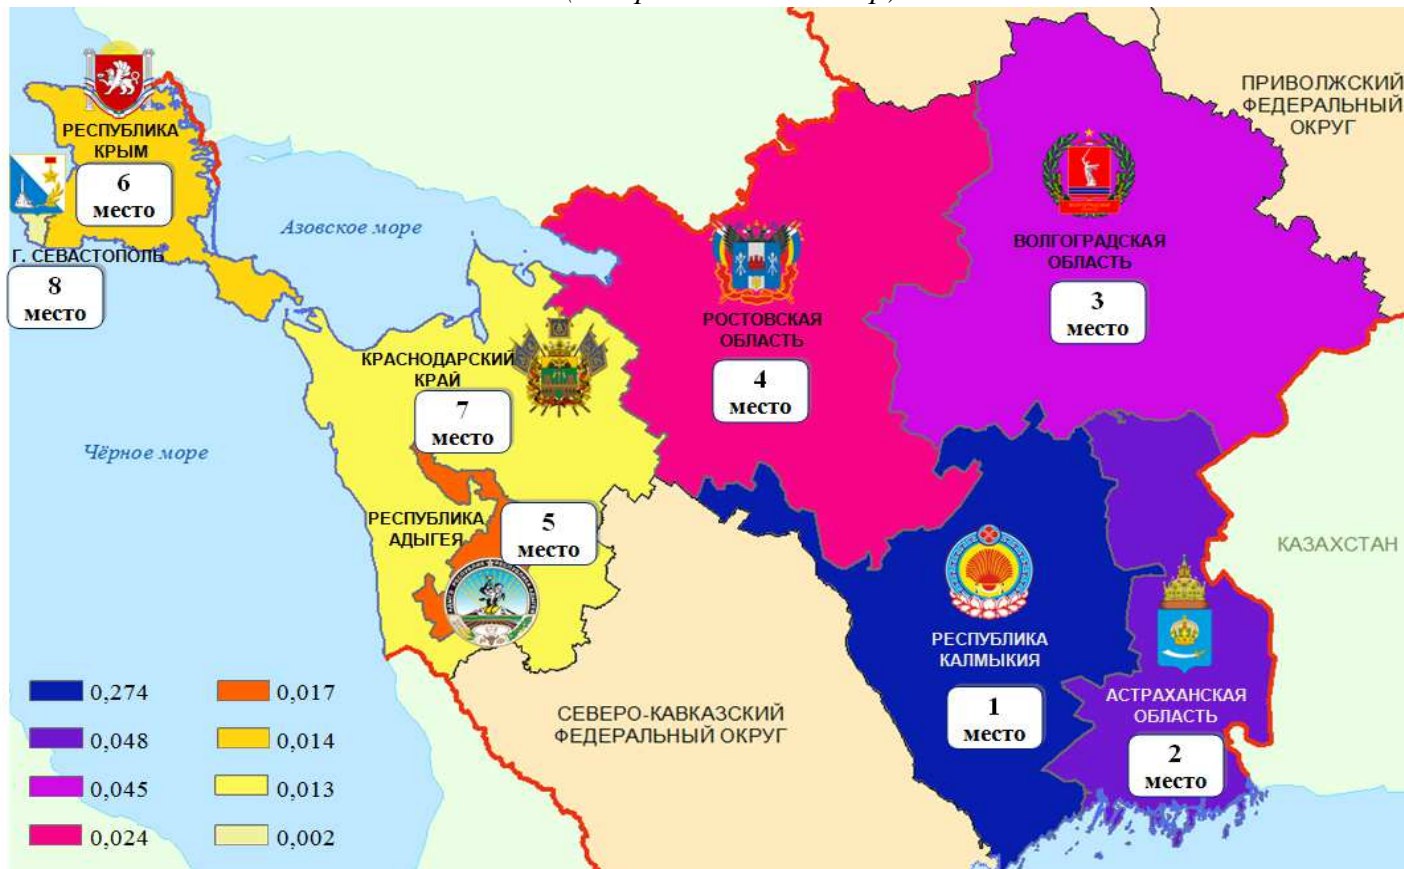 ПРИВОЛЖСКИЙ
ФЕДЕРАЛЬНЫЙ
ОКРУГ
РЕСПУБЛИКА
КРЫМ
6
место
Г. СЕВАСТОПОЛЬ
8
место
Азовское море
ВОЛГОГРАДСКАЯ
ОБЛАСТЬ
3
место
РОСТОВСКАЯ
ОБЛАСТЬ
4
место
КРАСНОДАРСКИЙ
КРАЙ
7
место
Чёрное море
РЕСПУБЛИКА
АДЫГЕЯ
5
место
КАЗАХСТАН
РЕСПУБЛИКА
КАЛМЫКИЯ
1
место
АСТРАХАНСКАЯ
ОБЛАСТЬ
2
место
СЕВЕРО-КАВКАЗСКИЙ
ФЕДЕРАЛЬНЫЙ ОКРУГ
0,274
0,048
0,045
0,024
0,017
0,014
0,013
0,002